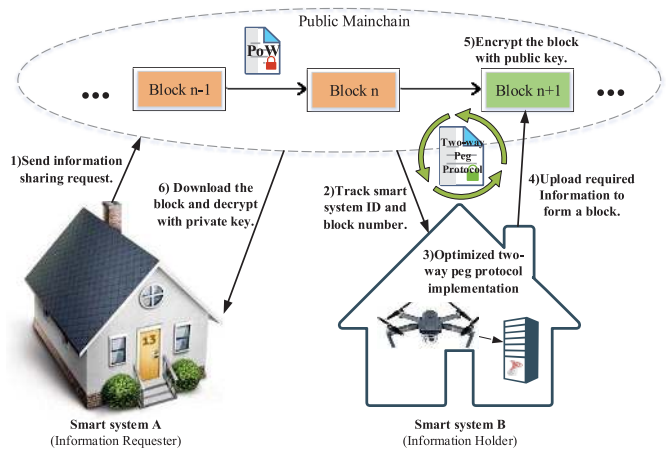 Public Mainchain
PoW
5)Encrypt the block
with public key.
•••
Block n-1
Block n
Block n+1
•••
1)Send information
sharing request.
6) Download the
block and decrypt
with private key.
2)Track smart
system ID and
block number.
Two-way
Peg
Protocol
4)Upload required
Information to
form a block.
3)Optimized two-
way peg protocol
implementation
13
Smart system A
(Information Requester)
Smart system B
(Information Holder)